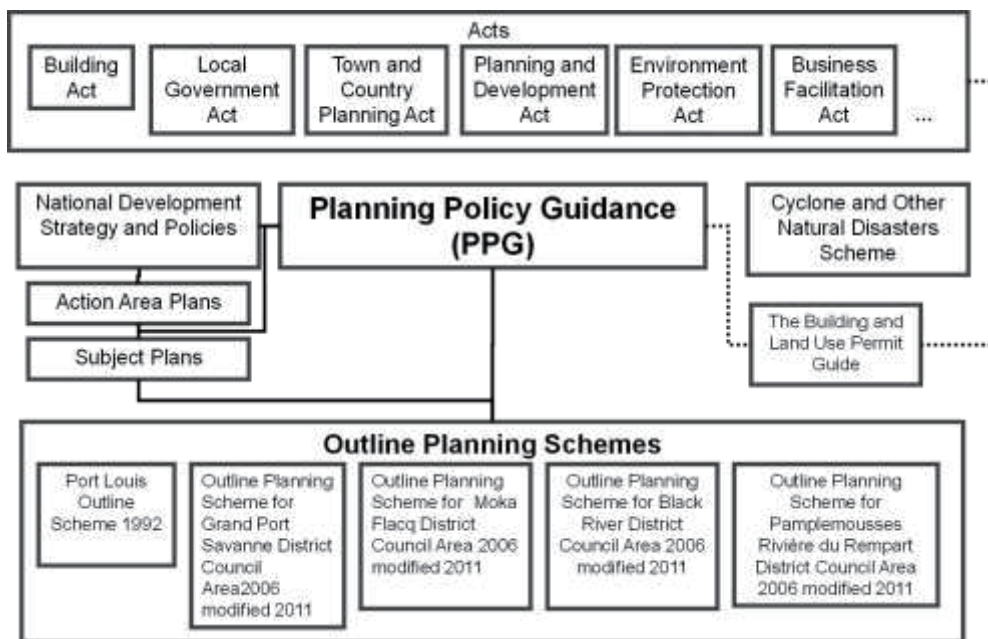 Acts
Building
Act
Local
Government
Act
Town and
Country
Planning Act
Planning and
Development
Act
Environment
Protection
Act
Business
Facilitation
Act
...
National Development
Strategy and Policies
Planning Policy Guidance
(PPG)
Cyclone and Other
Natural Disasters
Scheme
Action Area Plans
Subject Plans
The Building and
Land Use Permit
Guide
Outline Planning Schemes
Port Louis
Outline
Scheme 1992
Outline Planning
Scheme for
Grand Port
Savanne District
Council
Area2006
modified 2011
Outline Planning
Scheme for Moka
Flacq District
Council Area 2006
modified 2011
Outline Planning
Scheme for Black
River District
Council Area 2006
modified 2011
Outline Planning
Scheme for
Pamplemousses
Rivière du Rempart
District Council Area
2006 modified 2011